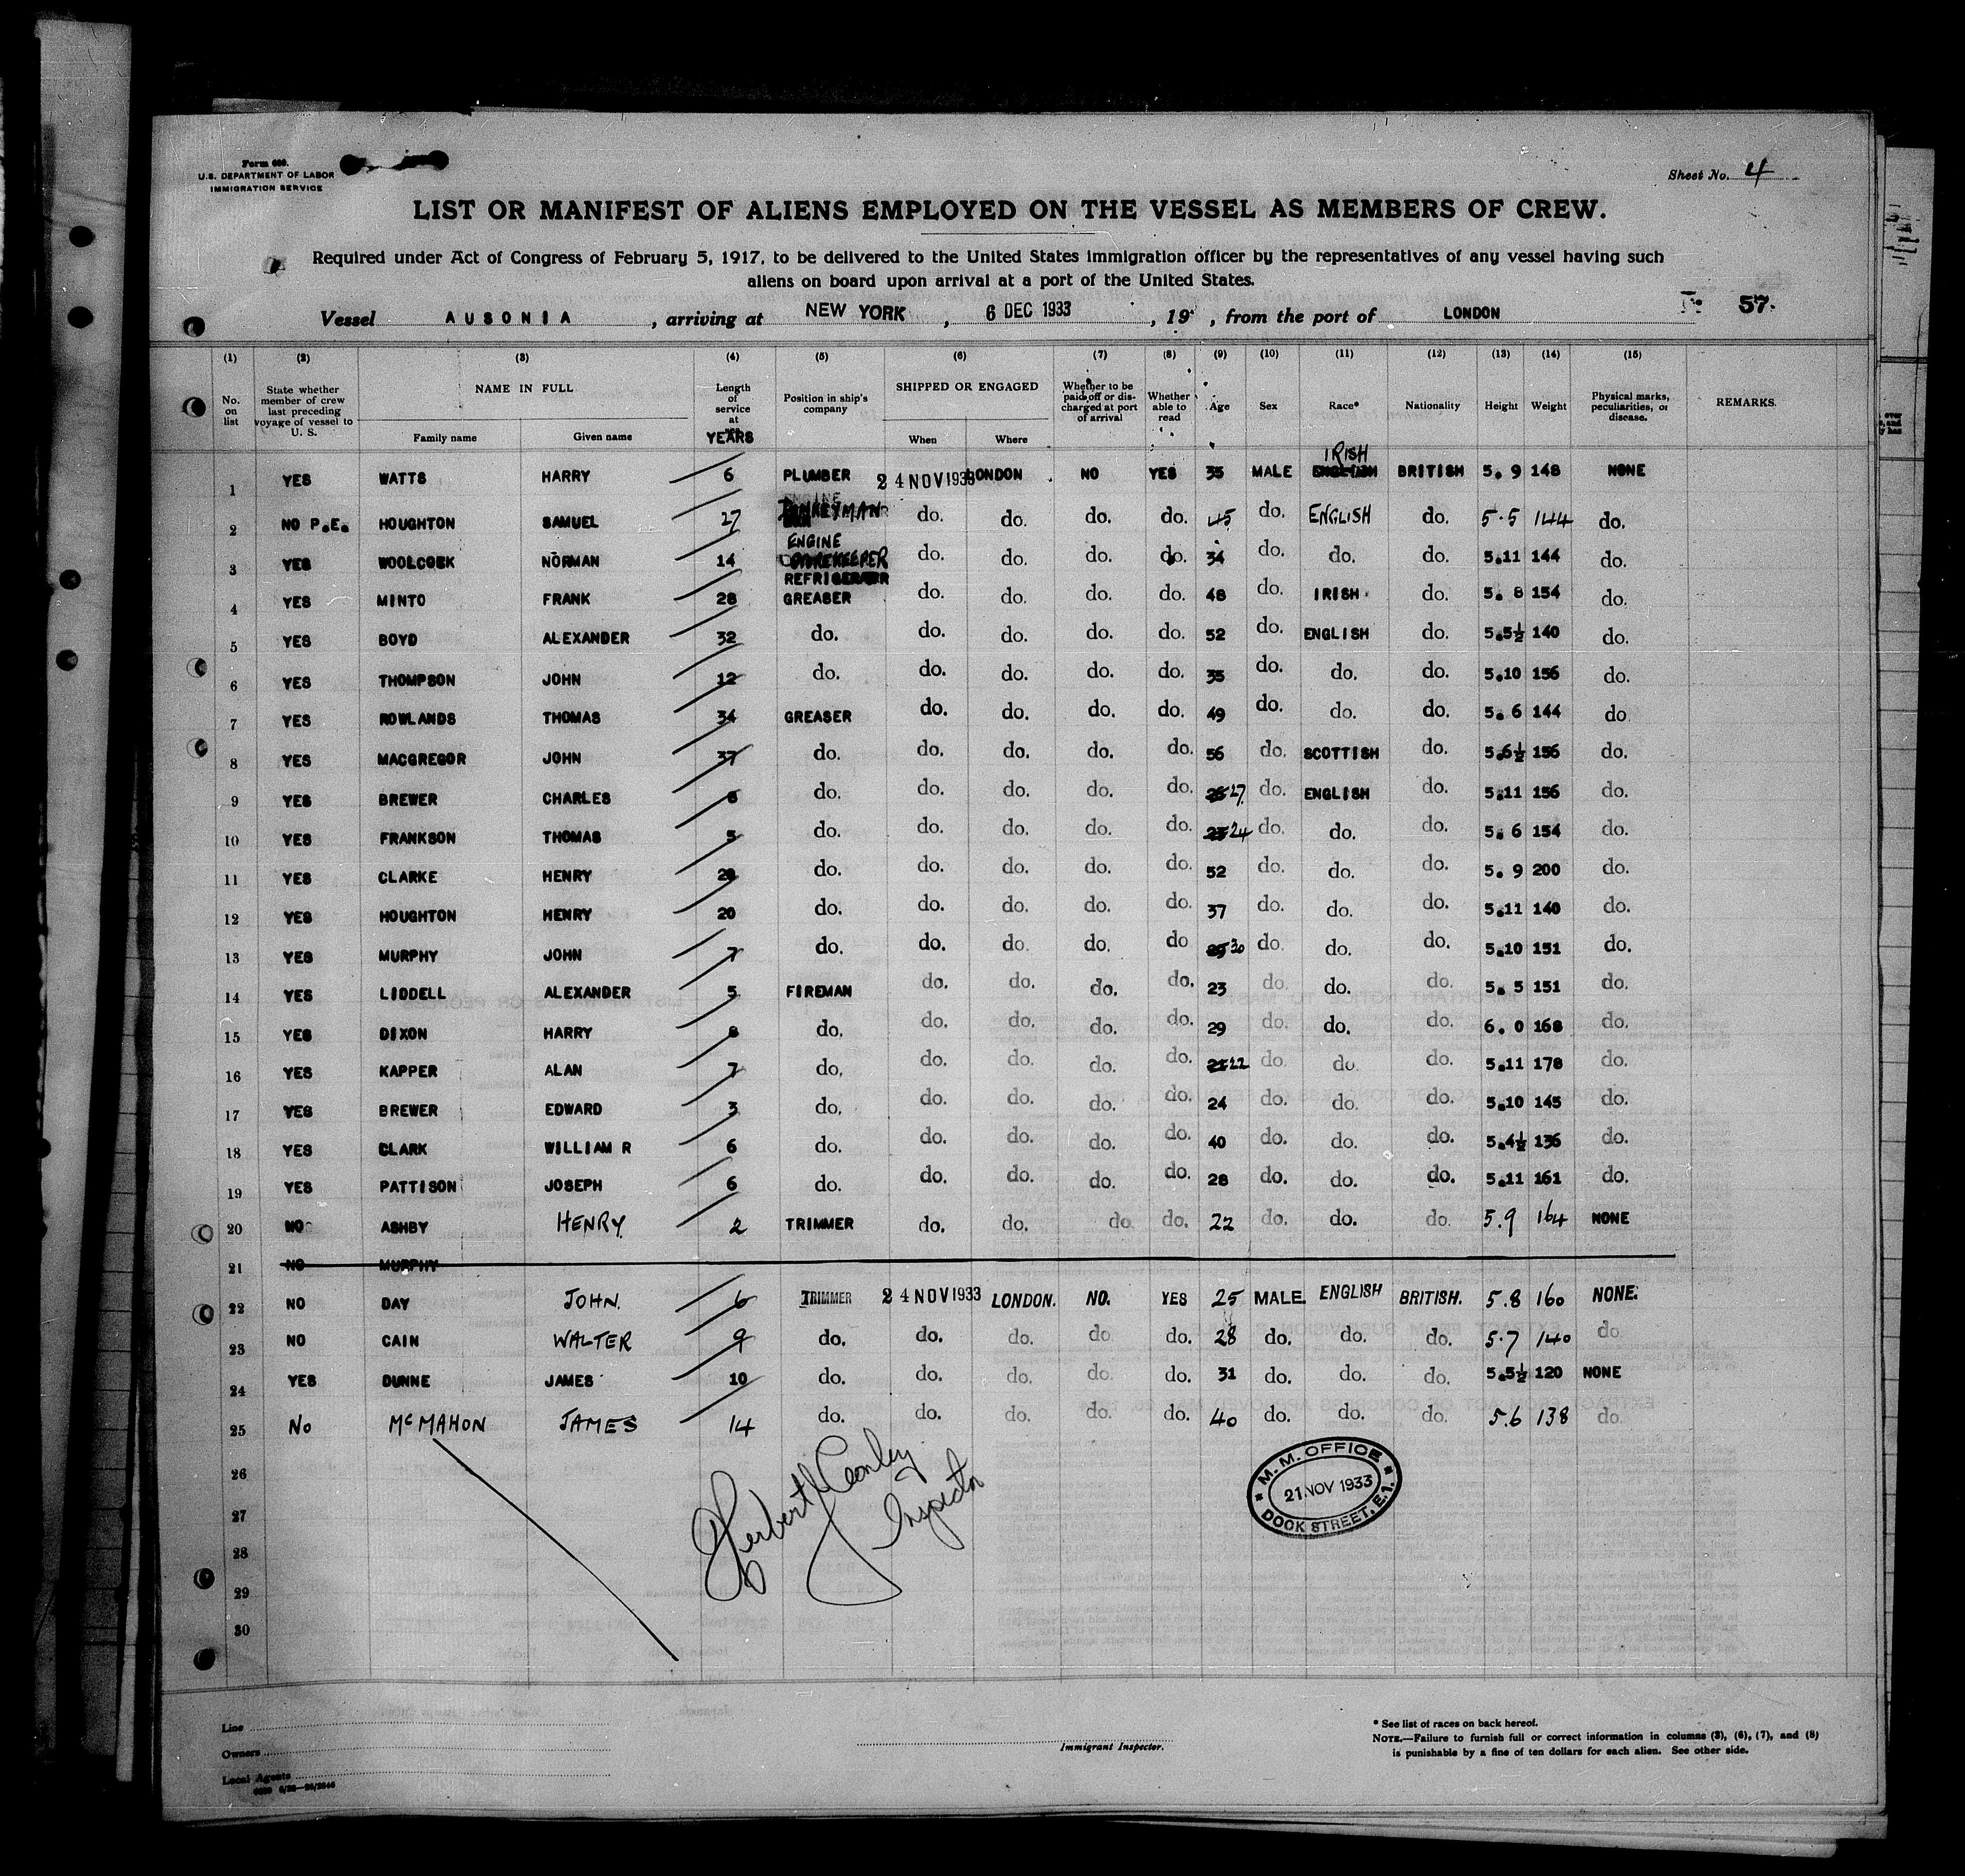 Form 680.
U.S. DEPARTMENT OF LABOR
IMMIGRATION SERVICE
Sheet No. 4
LIST OR MANIFEST OF ALIENS EMPLOYED ON THE VESSEL AS MEMBERS OF CREW.
Required under Act of Congress of February 5, 1917, to be delivered to the United States immigration officer by the representatives of any vessel having such
aliens on board upon arrival at a port of the United States.
57.
Vessel AUSONIA, arriving at NEW YORK, 6 DEC 1933, 19 , from the port of LONDON
(1) (2) (3) (4) (5) (6) (7) (8) (9) (10) (11) (12) (13) (14) (15)
No. on list State whether member of crew last preceding voyage of vessel to U. S. NAME IN FULL Family name Given name Length of service at YEARS Position in ship's company SHIPPED OR ENGAGED When Where Whether to be paid off or discharged at port of arrival Whether able to read Age Sex Race* Nationality Height Weight Physical marks, peculiarities, or disease. REMARKS.
1 YES WATTS HARRY 6 PLUMBER 24 NOV 1933 LONDON NO YES 35 MALE ENGLISH IRISH BRITISH 5. 9 148 NONE
2 NO P.E. HOUGHTON SAMUEL 27 DONKEYMAN do. do. do. do. 45 do. ENGLISH do. 5.5 144 do.
3 YES WOOLCOCK NORMAN 14 ENGINE STOREKEEPER do. do. do. do. 34 do. do. do. 5.11 144 do.
4 YES MINTO FRANK 28 REFRIGERATR GREASER do. do. do. do. 48 do. IRISH do. 5. 8 154 do.
5 YES BOYD ALEXANDER 32 do. do. do. do. do. 52 do. ENGLISH do. 5.5½ 140 do.
6 YES THOMPSON JOHN 12 do. do. do. do. do. 35 do. do. do. 5.10 156 do.
7 YES ROWLANDS THOMAS 34 GREASER do. do. do. do. 49 do. do. do. 5. 6 144 do
8 YES MACGREGOR JOHN 37 do. do. do. do. do. 56 do. SCOTTISH do. 5.6½ 156 do.
9 YES BREWER CHARLES 8 do. do. do. do. do. 26 27 do. ENGLISH do. 5.11 156 do.
10 YES FRANKSON THOMAS 5 do. do. do. do. do. 23 24 do. do. do. 5. 6 154 do.
11 YES CLARKE HENRY do. do. do. do. do. 52 do. do. do. 5. 9 200 do.
12 YES HOUGHTON HENRY 20 do. do. do. do. do. 37 do. do. do. 5.11 140 do.
13 YES MURPHY JOHN 7 do. do. do. do. do 29 30 do. do. do. 5.10 151 do.
14 YES LIDDELL ALEXANDER 5 FIREMAN do. do. do. do. 23 do. do. do. 5. 5 151 do.
15 YES DIXON HARRY 8 do. do. do. do. do. 29 do. do. do. 6. 0 168 do.
16 YES KAPPER ALAN 7 do. do. do. do. do. 21 22 do. do. do. 5.11 178 do.
17 YES BREWER EDWARD 3 do. do. do. do. do. 24 do. do. do. 5.10 145 do.
18 YES CLARK WILLIAM R 6 do. do. do. do. do. 40 do. do. do. 5.4½ 136 do.
19 YES PATTISON JOSEPH 6 do. do. do. do. do. 28 do. do. do. 5.11 161 do.
20 NO ASHBY HENRY 2 TRIMMER do. do. do. do. 22 do. do. do. 5.9 164 NONE
21 NO MURPHY
22 NO DAY JOHN. 6 TRIMMER 24 NOV 1933 LONDON. NO. YES 25 MALE. ENGLISH BRITISH. 5.8 160 NONE.
23 NO CAIN WALTER 9 do. do. do. do. do. 28 do. do. do. 5.7 140 do
24 YES DUNNE JAMES 10 do. do. do. do. do. 31 do. do. do. 5.5½ 120 NONE
25 No McMAHON JAMES 14 do. do. do. do. do. 40 do. do. do. 5.6 138 do.
26
27
28
29
30
Inspector
M. M. OFFICE
21 NOV 1933
DOCK STREET, E.1.
Line
Owners
Local Agents
Immigrant Inspector.
* See list of races on back hereof.
NOTE.—Failure to furnish full or correct information in columns (3), (6), (7), and (8)
is punishable by a fine of ten dollars for each alien. See other side.